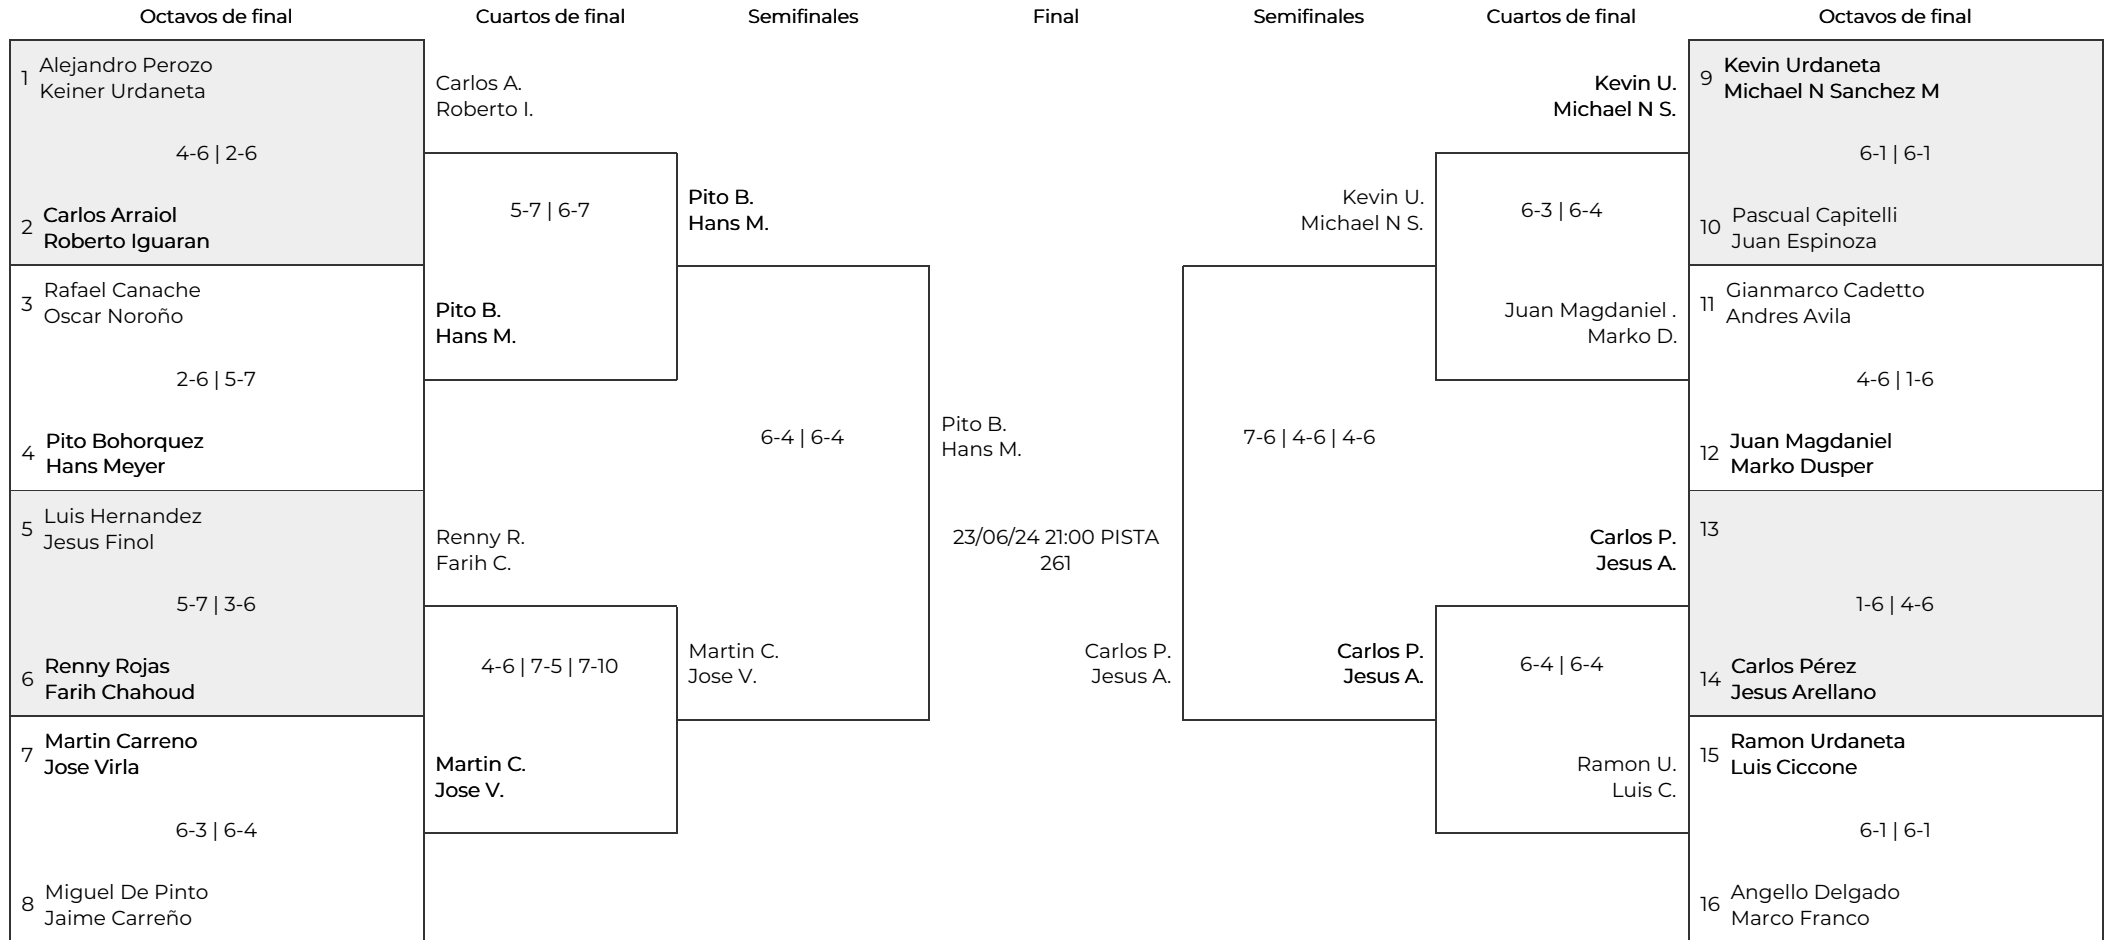 Octavos de final
Cuartos de final
Semifinales
Final
Semifinales
Cuartos de final
Octavos de final
1
Alejandro Perozo
Keiner Urdaneta
4-6 | 2-6
2
Carlos Arraiol
Roberto Iguaran
3
Rafael Canache
Oscar Noroño
2-6 | 5-7
4
Pito Bohorquez
Hans Meyer
5
Luis Hernandez
Jesus Finol
5-7 | 3-6
6
Renny Rojas
Farih Chahoud
7
Martin Carreno
Jose Virla
6-3 | 6-4
8
Miguel De Pinto
Jaime Carreño
Carlos A.
Roberto I.
5-7 | 6-7
Pito B.
Hans M.
Renny R.
Farih C.
4-6 | 7-5 | 7-10
Martin C.
Jose V.
Pito B.
Hans M.
6-4 | 6-4
Martin C.
Jose V.
Pito B.
Hans M.
23/06/24 21:00 PISTA
261
Carlos P.
Jesus A.
Kevin U.
Michael N S.
7-6 | 4-6 | 4-6
Carlos P.
Jesus A.
Kevin U.
Michael N S.
6-3 | 6-4
Juan Magdaniel .
Marko D.
Carlos P.
Jesus A.
6-4 | 6-4
Ramon U.
Luis C.
9
Kevin Urdaneta
Michael N Sanchez M
6-1 | 6-1
10
Pascual Capitelli
Juan Espinoza
11
Gianmarco Cadetto
Andres Avila
4-6 | 1-6
12
Juan Magdaniel
Marko Dusper
13
1-6 | 4-6
14
Carlos Pérez
Jesus Arellano
15
Ramon Urdaneta
Luis Ciccone
6-1 | 6-1
16
Angello Delgado
Marco Franco